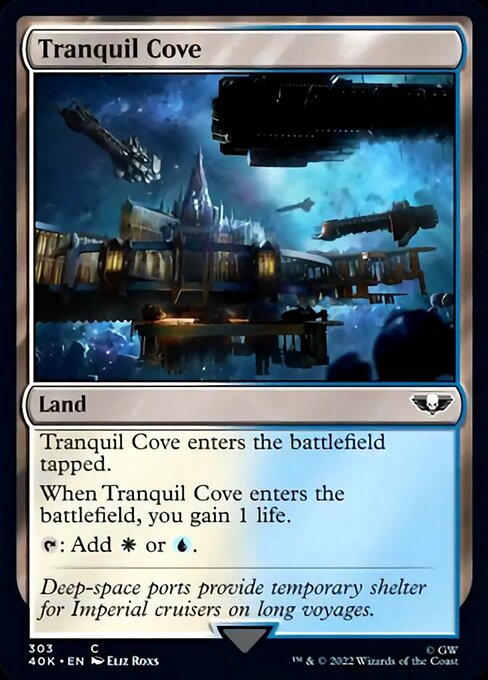 Tranquil Cove
Land
Tranquil Cove enters the battlefield
tapped.
When Tranquil Cove enters the
battlefield, you gain 1 life.
: Add or .
Deep-space ports provide temporary shelter
for Imperial cruisers on long voyages.
303 C
40K • EN Eliz Roxs
© GW
™ & © 2022 Wizards of the Coast